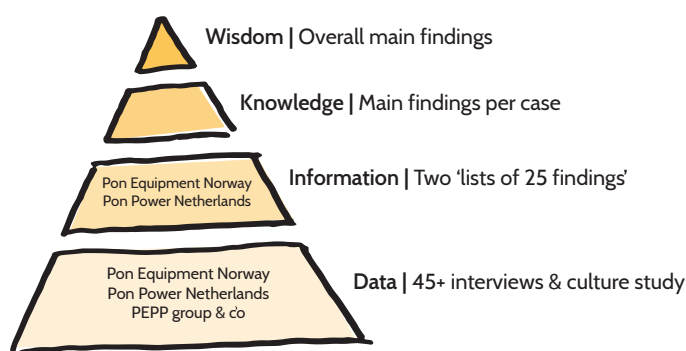 Wisdom | Overall main findings
Knowledge | Main findings per case
Pon Equipment Norway
Pon Power Netherlands
Information | Two ‘lists of 25 findings’
Pon Equipment Norway
Pon Power Netherlands
PEPP group & c'o
Data | 45+ interviews & culture study